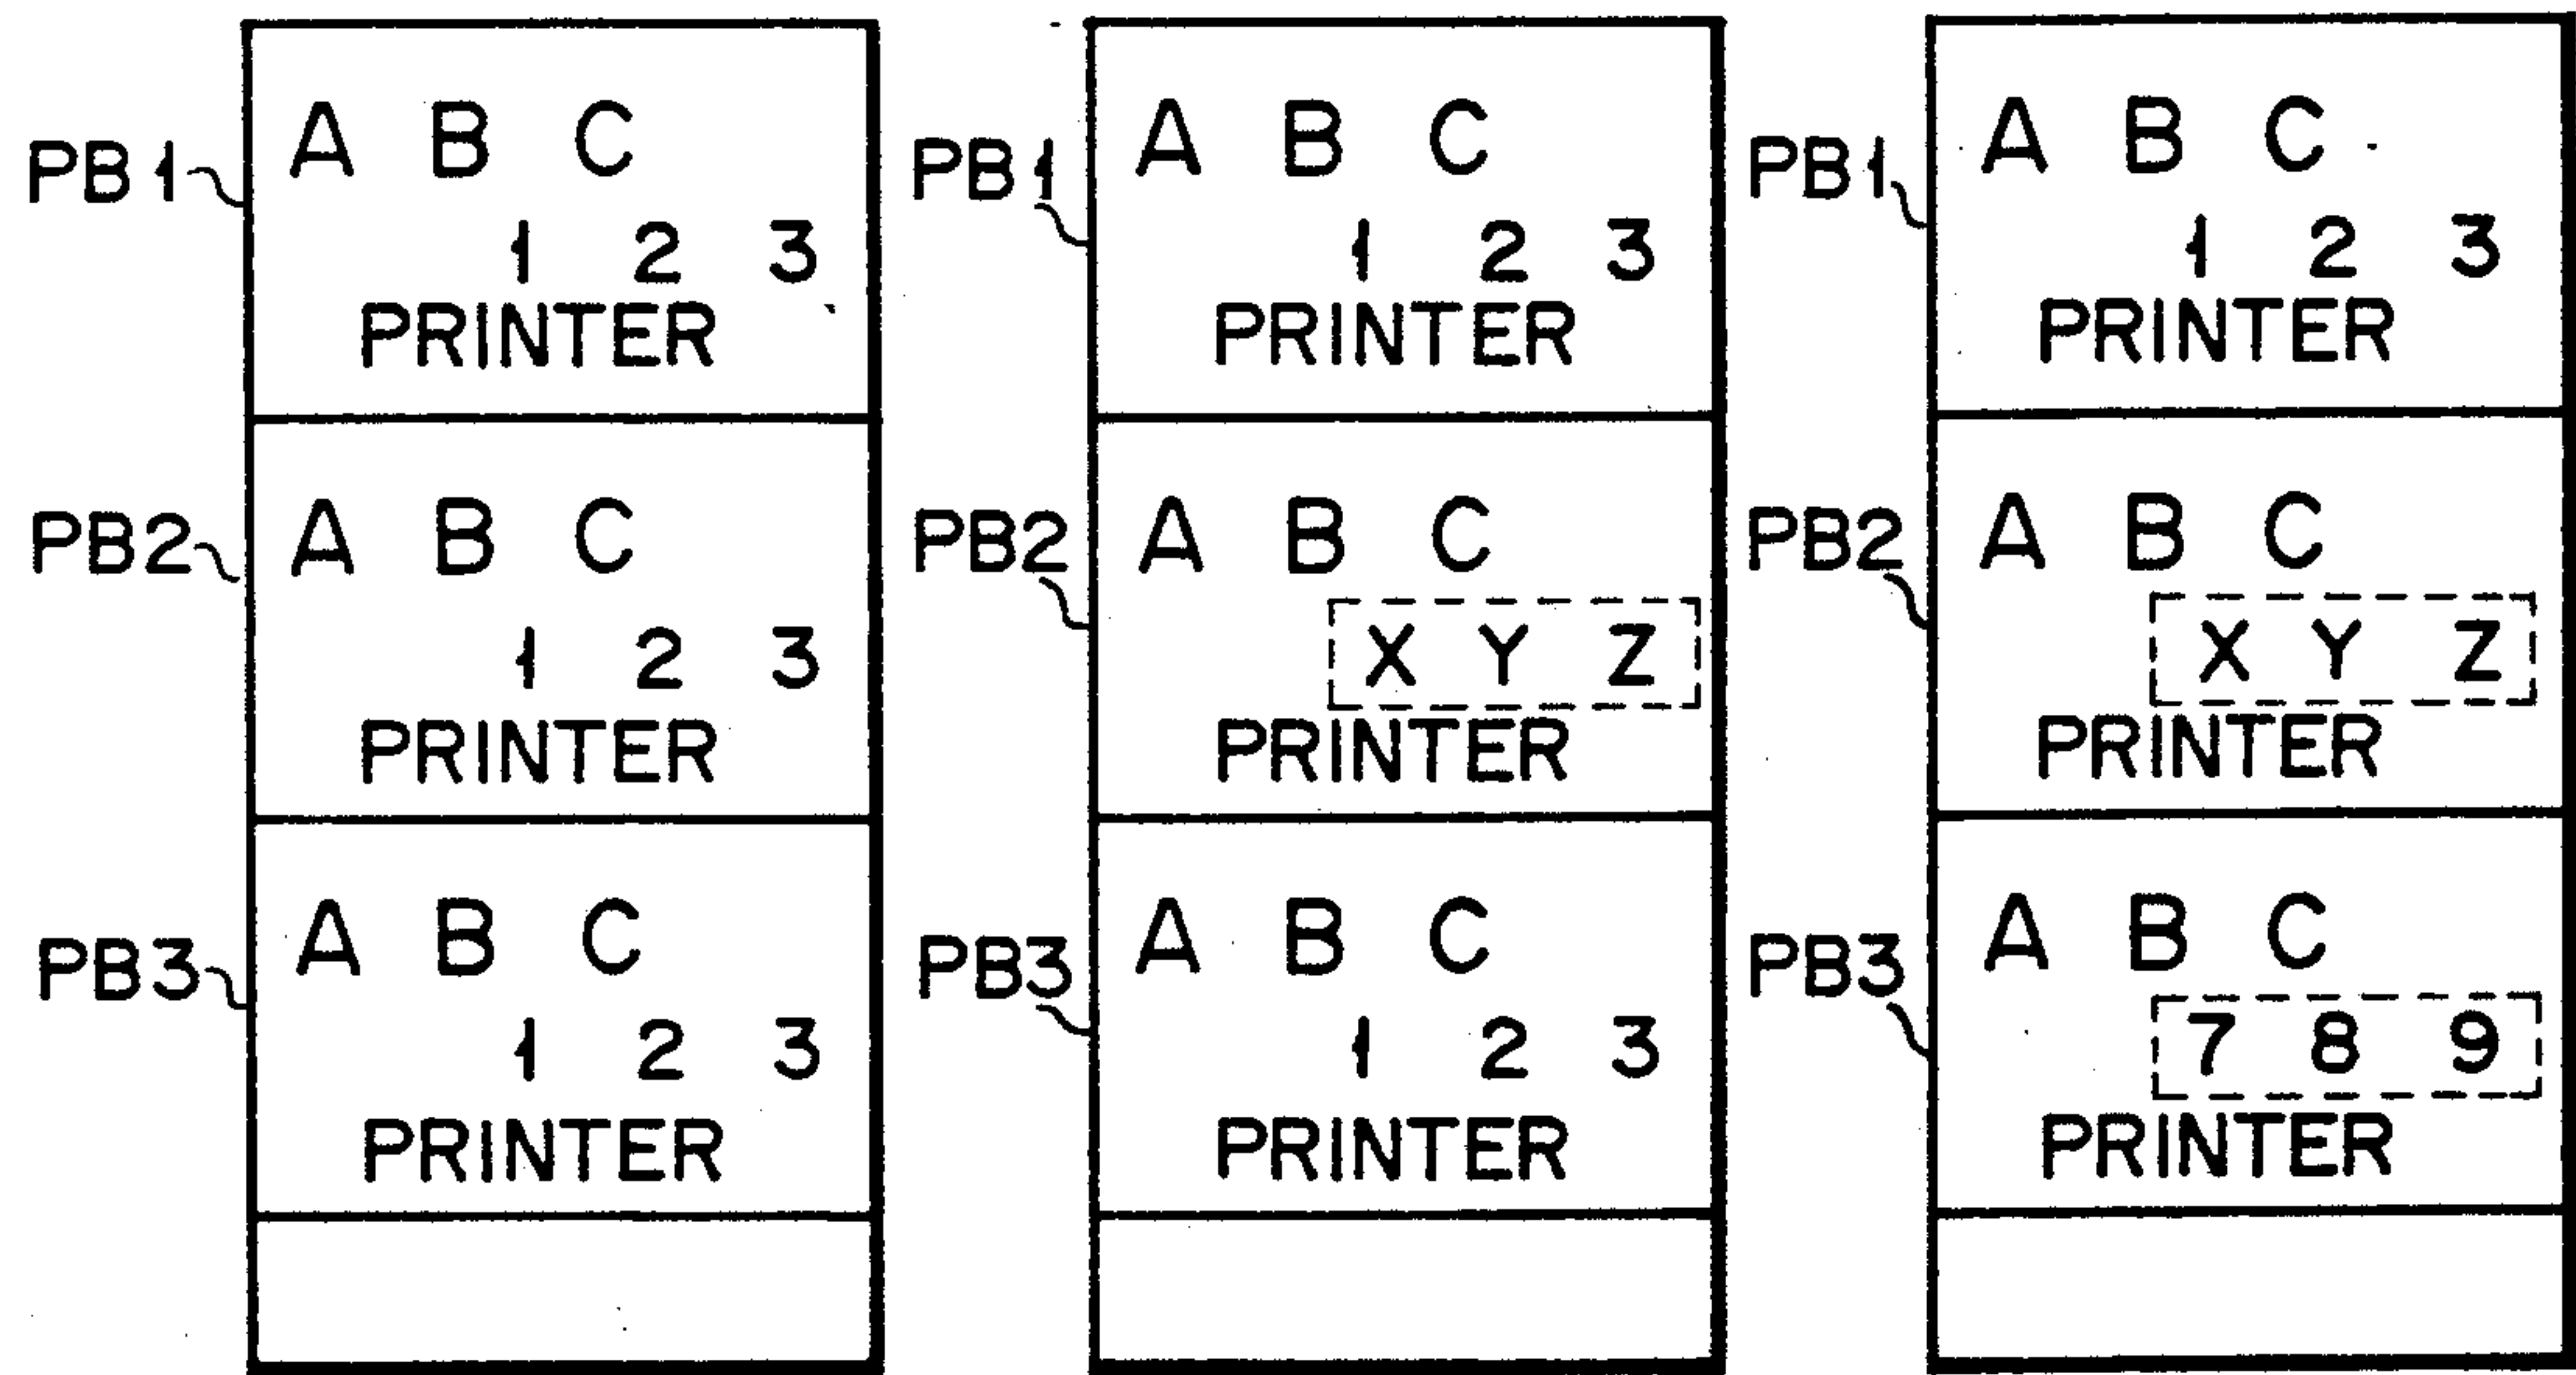 PB1
A B C
1 2 3
PRINTER
PB2
A B C
1 2 3
PRINTER
PB3
A B C
1 2 3
PRINTER
PB1
A B C
1 2 3
PRINTER
PB2
A B C
X Y Z
PRINTER
PB3
A B C
1 2 3
PRINTER
PB1
A B C
1 2 3
PRINTER
PB2
A B C
X Y Z
PRINTER
PB3
A B C
7 8 9
PRINTER